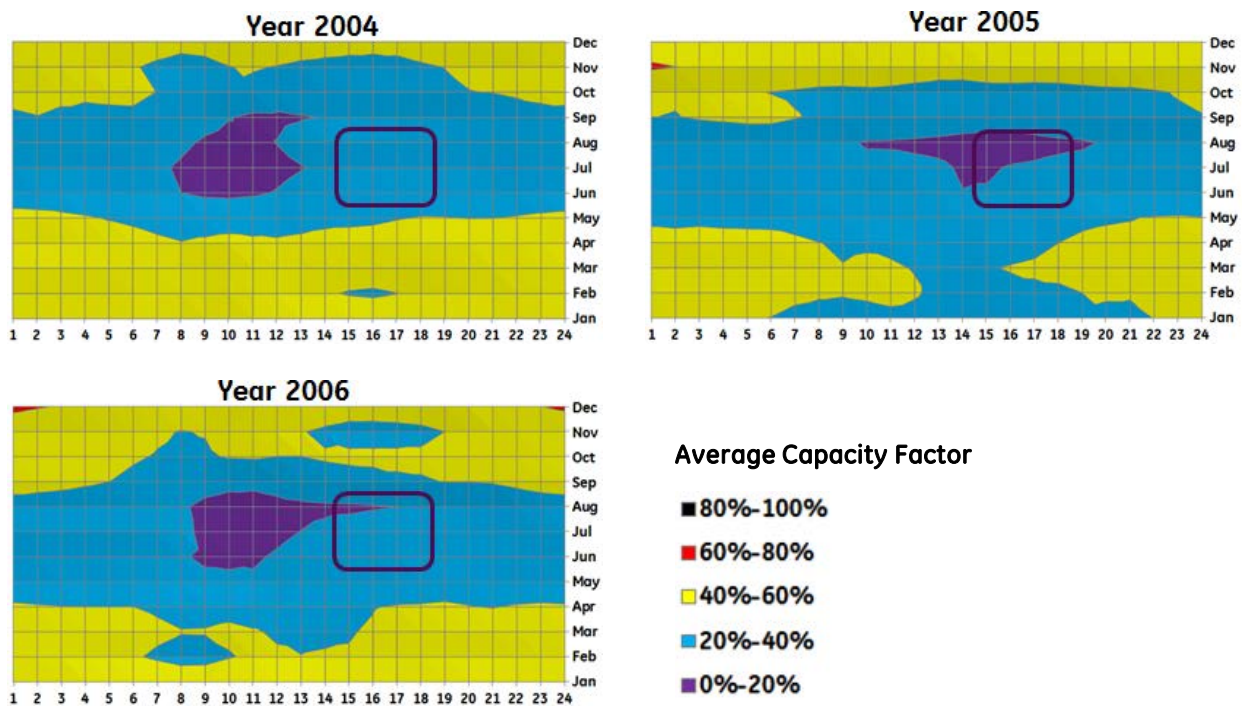 Year 2004
Dec
Nov
Oct
Sep
Aug
Jul
Jun
May
Apr
Mar
Feb
Jan
1 2 3 4 5 6 7 8 9 10 11 12 13 14 15 16 17 18 19 20 21 22 23 24
Year 2005
Dec
Nov
Oct
Sep
Aug
Jul
Jun
May
Apr
Mar
Feb
Jan
1 2 3 4 5 6 7 8 9 10 11 12 13 14 15 16 17 18 19 20 21 22 23 24
Year 2006
Dec
Nov
Oct
Sep
Aug
Jul
Jun
May
Apr
Mar
Feb
Jan
1 2 3 4 5 6 7 8 9 10 11 12 13 14 15 16 17 18 19 20 21 22 23 24
Average Capacity Factor
80%-100%
60%-80%
40%-60%
20%-40%
0%-20%